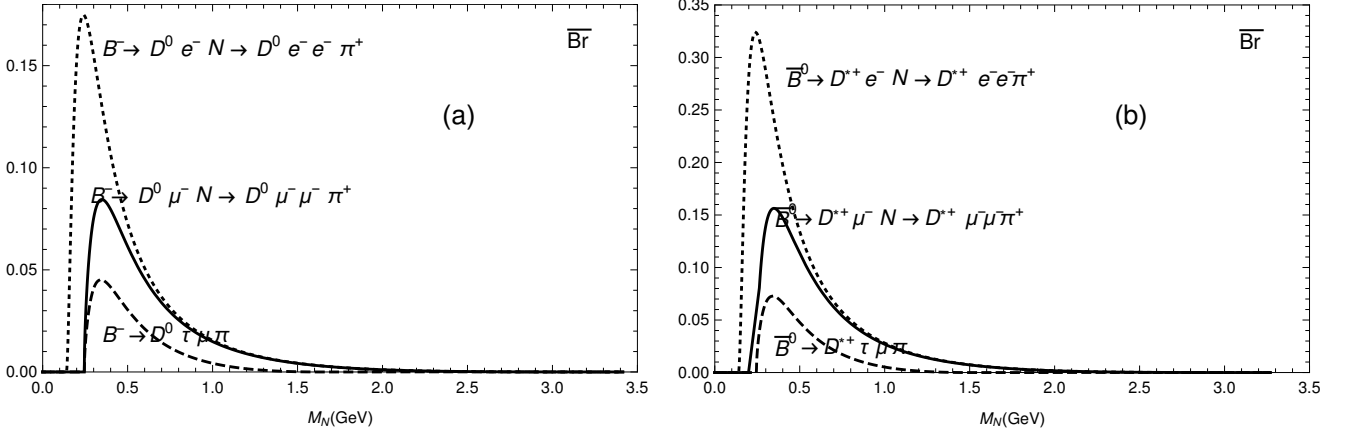 0.15
0.10
0.05
0.00
0.0 0.5 1.0 1.5 2.0 2.5 3.0 3.5
M_N(GeV)
B⁻→ D⁰ e⁻ N → D⁰ e⁻ e⁻ π⁺
B⁻→ D⁰ μ⁻ N → D⁰ μ⁻ μ⁻ π⁺
B⁻→ D⁰ τ μ π
B̅r̅
(a)
0.35
0.30
0.25
0.20
0.15
0.10
0.05
0.00
0.0 0.5 1.0 1.5 2.0 2.5 3.0 3.5
M_N(GeV)
B̅⁰→ D*⁺ e⁻ N → D*⁺ e⁻e⁻π⁺
B̅⁰→ D*⁺ μ⁻ N → D*⁺ μ⁻μ⁻π⁺
B̅⁰→ D*⁺ τ μ π
B̅r̅
(b)